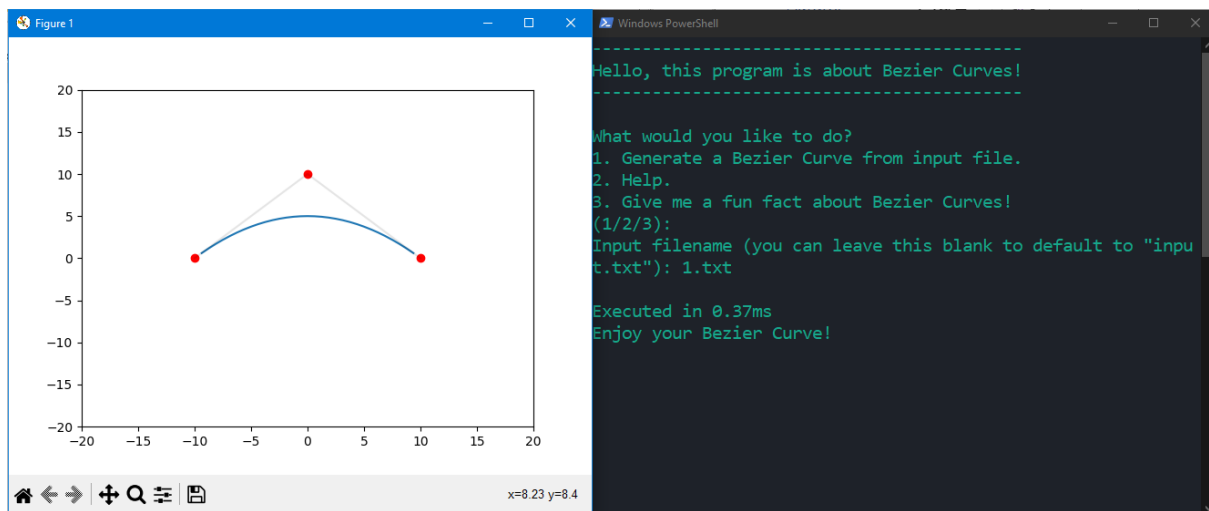 Figure 1
20
15
10
5
0
−5
−10
−15
−20
−20 −15 −10 −5 0 5 10 15 20
x=8.23 y=8.4
Windows PowerShell
-------------------------------------------
Hello, this program is about Bezier Curves!
-------------------------------------------
What would you like to do?
1. Generate a Bezier Curve from input file.
2. Help.
3. Give me a fun fact about Bezier Curves!
(1/2/3):
Input filename (you can leave this blank to default to "inpu
t.txt"): 1.txt
Executed in 0.37ms
Enjoy your Bezier Curve!